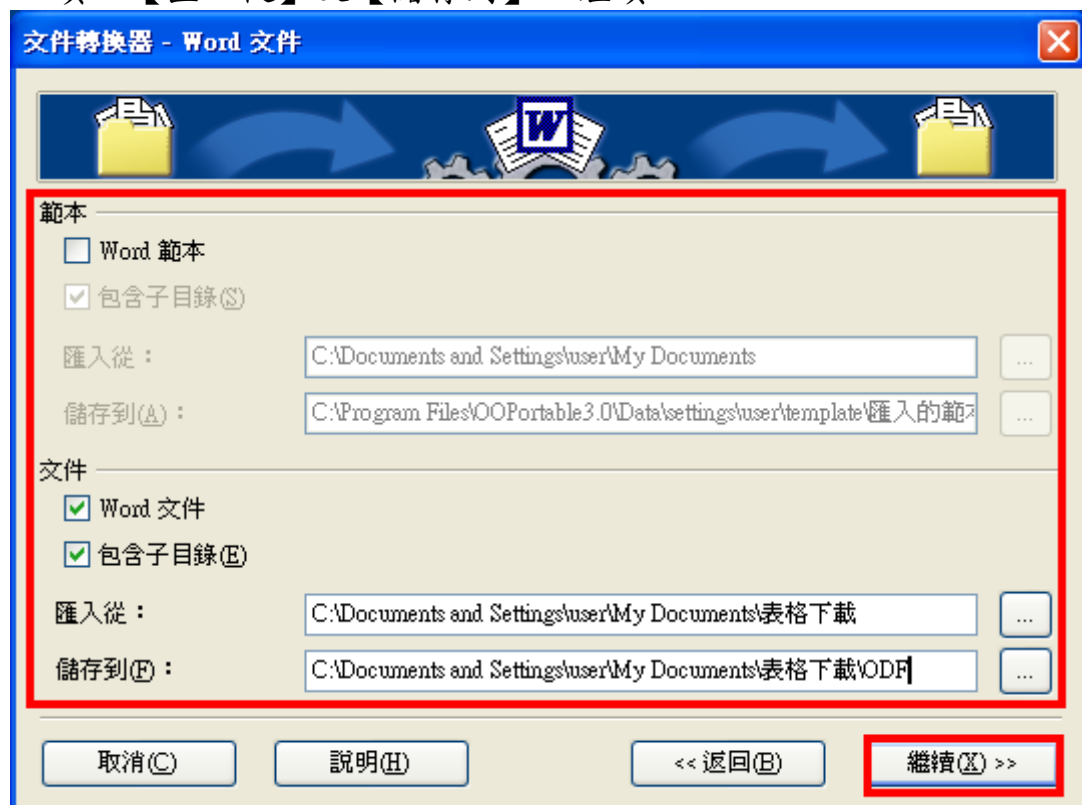 文件轉換器 - Word 文件
W
範本
Word 範本
包含子目錄(S)
匯入從：
C:\Documents and Settings\user\My Documents
...
儲存到(A)：
C:\Program Files\OOPortable3.0\Data\settings\user\template\匯入的範
...
文件
Word 文件
包含子目錄(E)
匯入從：
C:\Documents and Settings\user\My Documents\表格下載
...
儲存到(F)：
C:\Documents and Settings\user\My Documents\表格下載\ODF
...
取消(C) 說明(H) << 返回(B) 繼續(X) >>